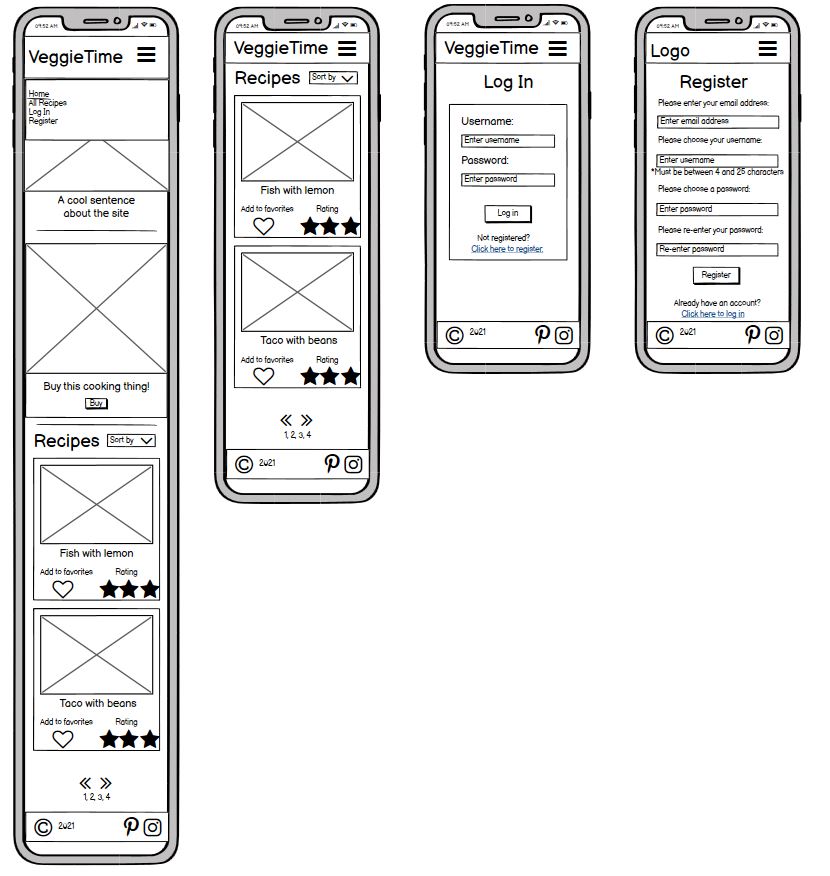 09:52 AM
VeggieTime
Home
All Recipes
Log In
Register
A cool sentence
about the site
Buy this cooking thing!
Buy
Recipes Sort by
Fish with lemon
Add to favorites Rating
Taco with beans
Add to favorites Rating
1, 2, 3, 4
© 2021
09:52 AM
VeggieTime
Recipes Sort by
Fish with lemon
Add to favorites Rating
Taco with beans
Add to favorites Rating
1, 2, 3, 4
© 2021
09:52 AM
VeggieTime
Log In
Username:
Enter username
Password:
Enter password
Log in
Not registered?
Click here to register.
© 2021
09:52 AM
Logo
Register
Please enter your email address:
Enter email address
Please choose your username:
Enter username
*Must be between 4 and 25 characters
Please choose a password:
Enter password
Please re-enter your password:
Re-enter password
Register
Already have an account?
Click here to log in
© 2021